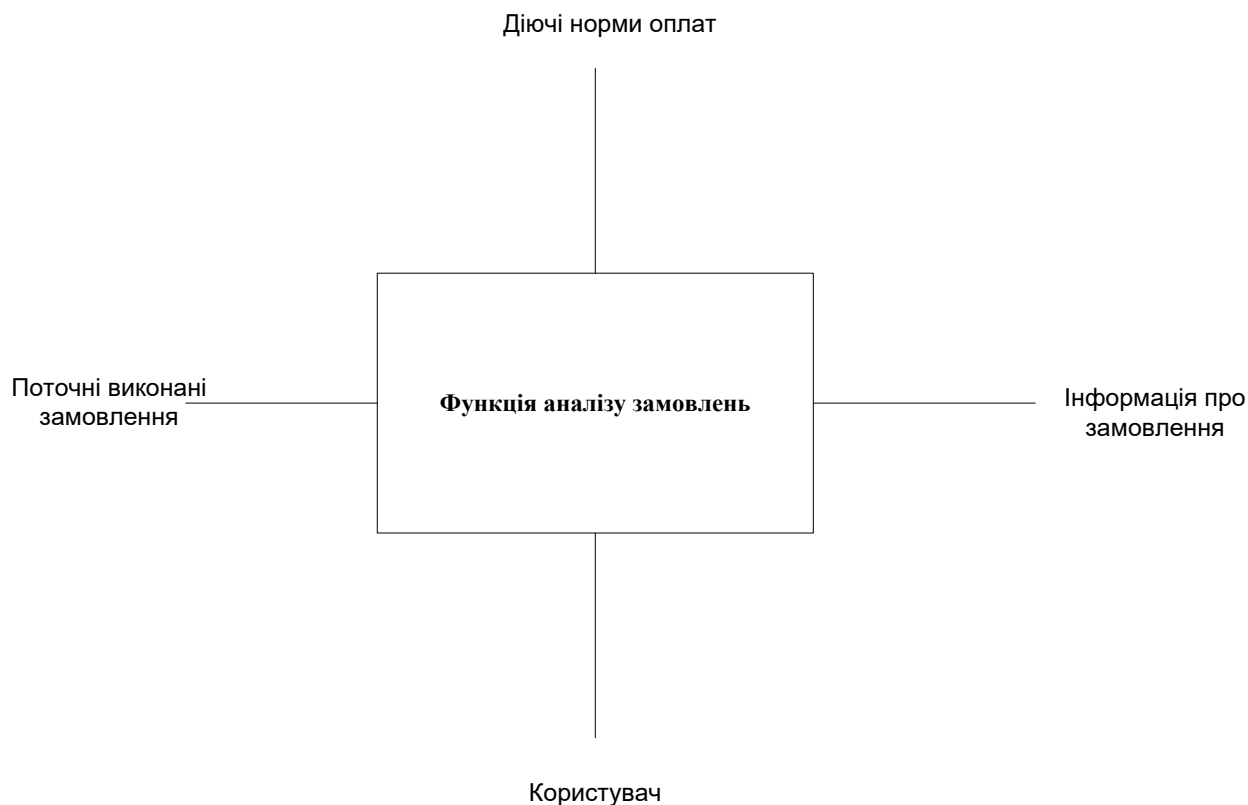 Діючі норми оплат
Поточні виконані
замовлення
Функція аналізу замовлень
Інформація про
замовлення
Користувач